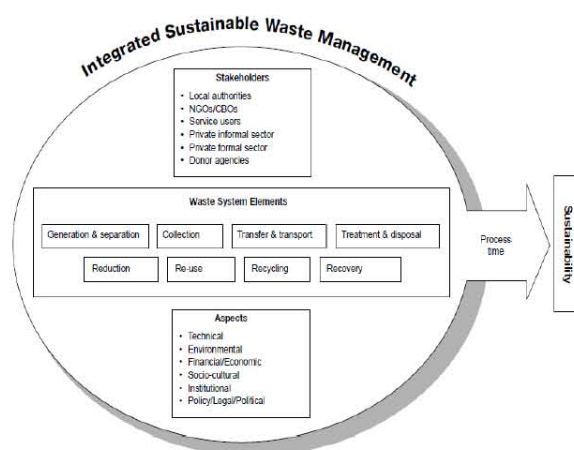 Integrated Sustainable Waste Management
Stakeholders
• Local authorities
• NGOs/CBOs
• Service users
• Private informal sector
• Private formal sector
• Donor agencies
Waste System Elements
Generation & separation
Collection
Transfer & transport
Treatment & disposal
Reduction
Re-use
Recycling
Recovery
Aspects
• Technical
• Environmental
• Financial/Economic
• Socio-cultural
• Institutional
• Policy/Legal/Political
Process
time
Sustainability